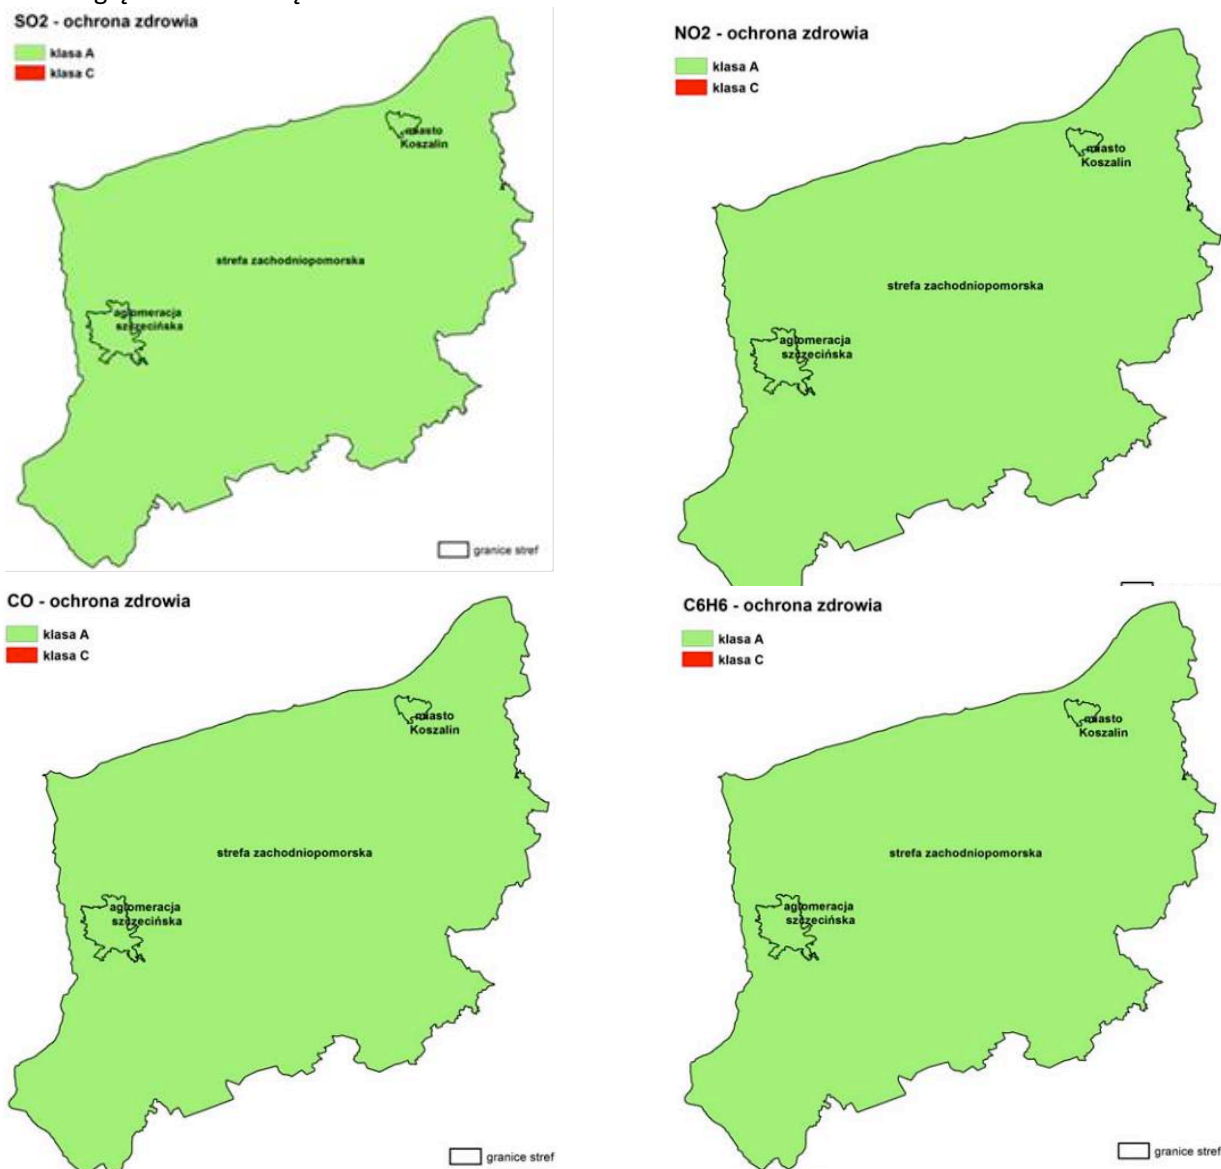 SO2 - ochrona zdrowia
klasa A
klasa C
miasto
Koszalin
strefa zachodniopomorska
aglomeracja
szczecińska
granice stref
NO2 - ochrona zdrowia
klasa A
klasa C
miasto
Koszalin
strefa zachodniopomorska
aglomeracja
szczecińska
CO - ochrona zdrowia
klasa A
klasa C
miasto
Koszalin
strefa zachodniopomorska
aglomeracja
szczecińska
granice stref
C6H6 - ochrona zdrowia
klasa A
klasa C
miasto
Koszalin
strefa zachodniopomorska
aglomeracja
szczecińska
granice stref